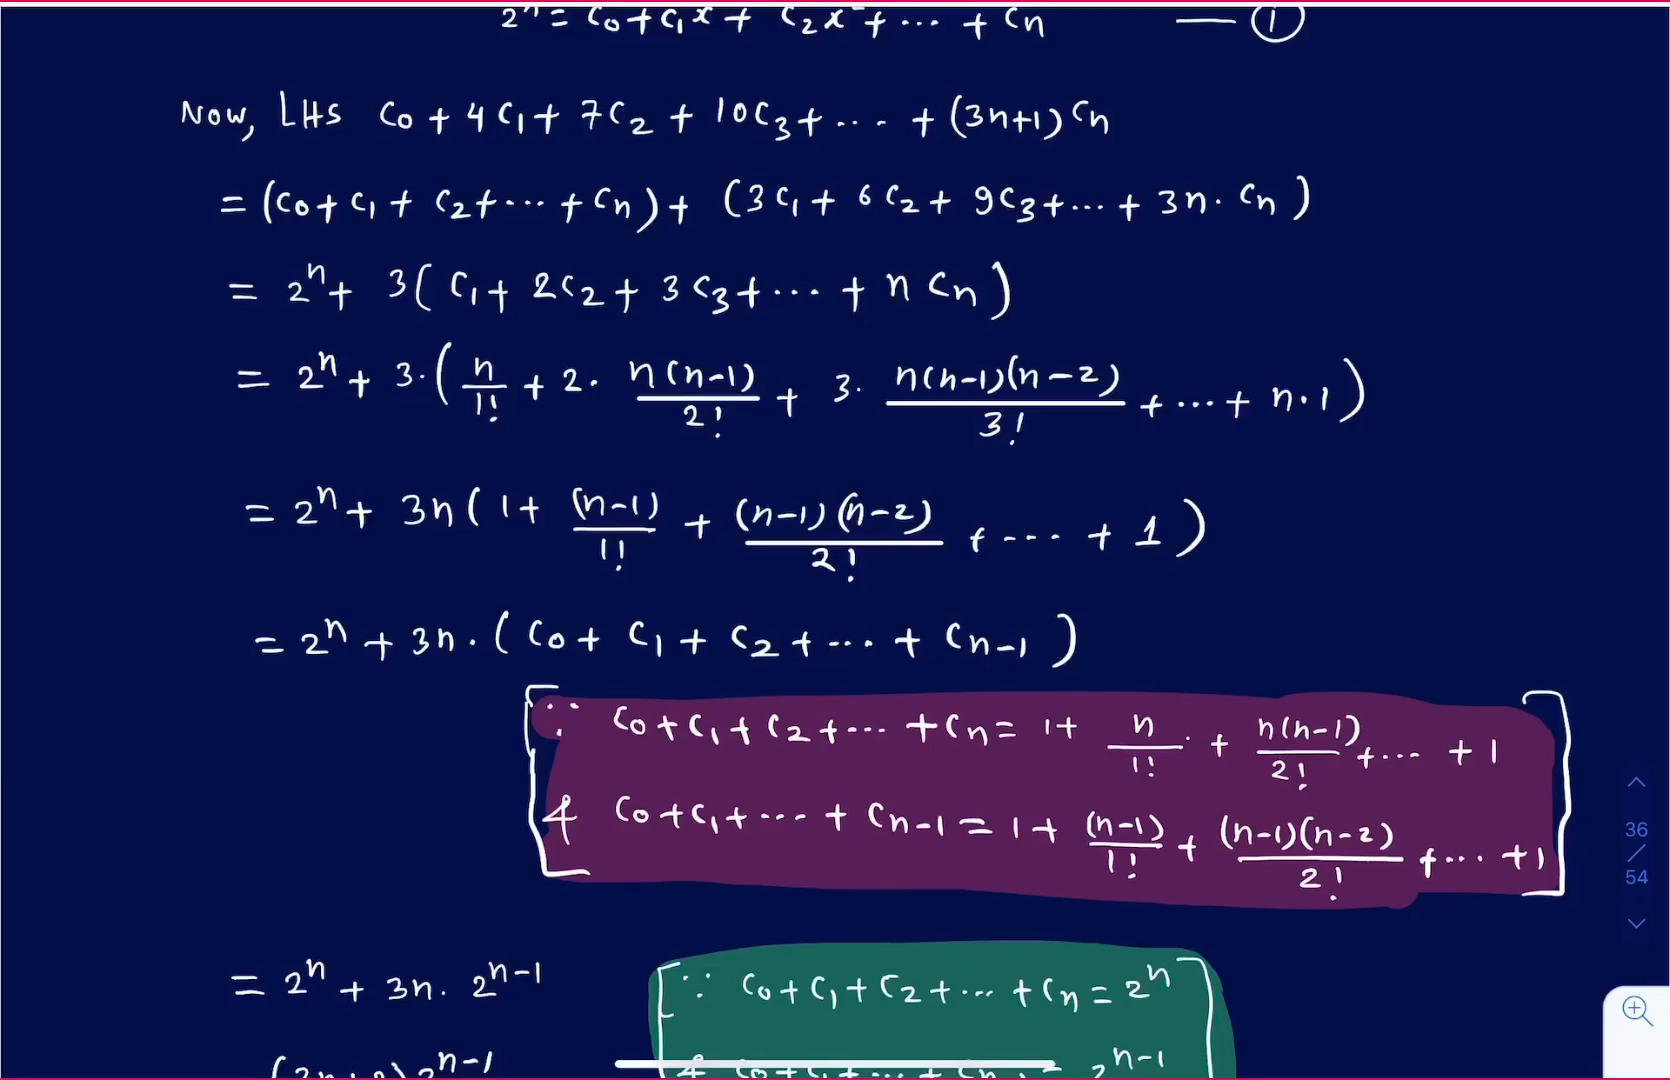 2ⁿ = C₀ + C₁x + C₂x² + ... + Cₙ — ①
Now, LHS C₀ + 4C₁ + 7C₂ + 10C₃ + ... + (3n+1)Cₙ
= (C₀ + C₁ + C₂ + ... + Cₙ) + (3C₁ + 6C₂ + 9C₃ + ... + 3n. Cₙ)
= 2ⁿ + 3(C₁ + 2C₂ + 3C₃ + ... + n Cₙ)
= 2ⁿ + 3.(n/1! + 2. n(n-1)/2! + 3. n(n-1)(n-2)/3! + ... + n.1)
= 2ⁿ + 3n(1 + (n-1)/1! + (n-1)(n-2)/2! + ... + 1)
= 2ⁿ + 3n.(C₀ + C₁ + C₂ + ... + Cₙ₋₁)
[∵ C₀ + C₁ + C₂ + ... + Cₙ = 1 + n/1! + n(n-1)/2! + ... + 1
& C₀ + C₁ + ... + Cₙ₋₁ = 1 + (n-1)/1! + (n-1)(n-2)/2! + ... + 1]
36
/
54
= 2ⁿ + 3n. 2ⁿ⁻¹ [∵ C₀ + C₁ + C₂ + ... + Cₙ = 2ⁿ]
2ⁿ⁻¹